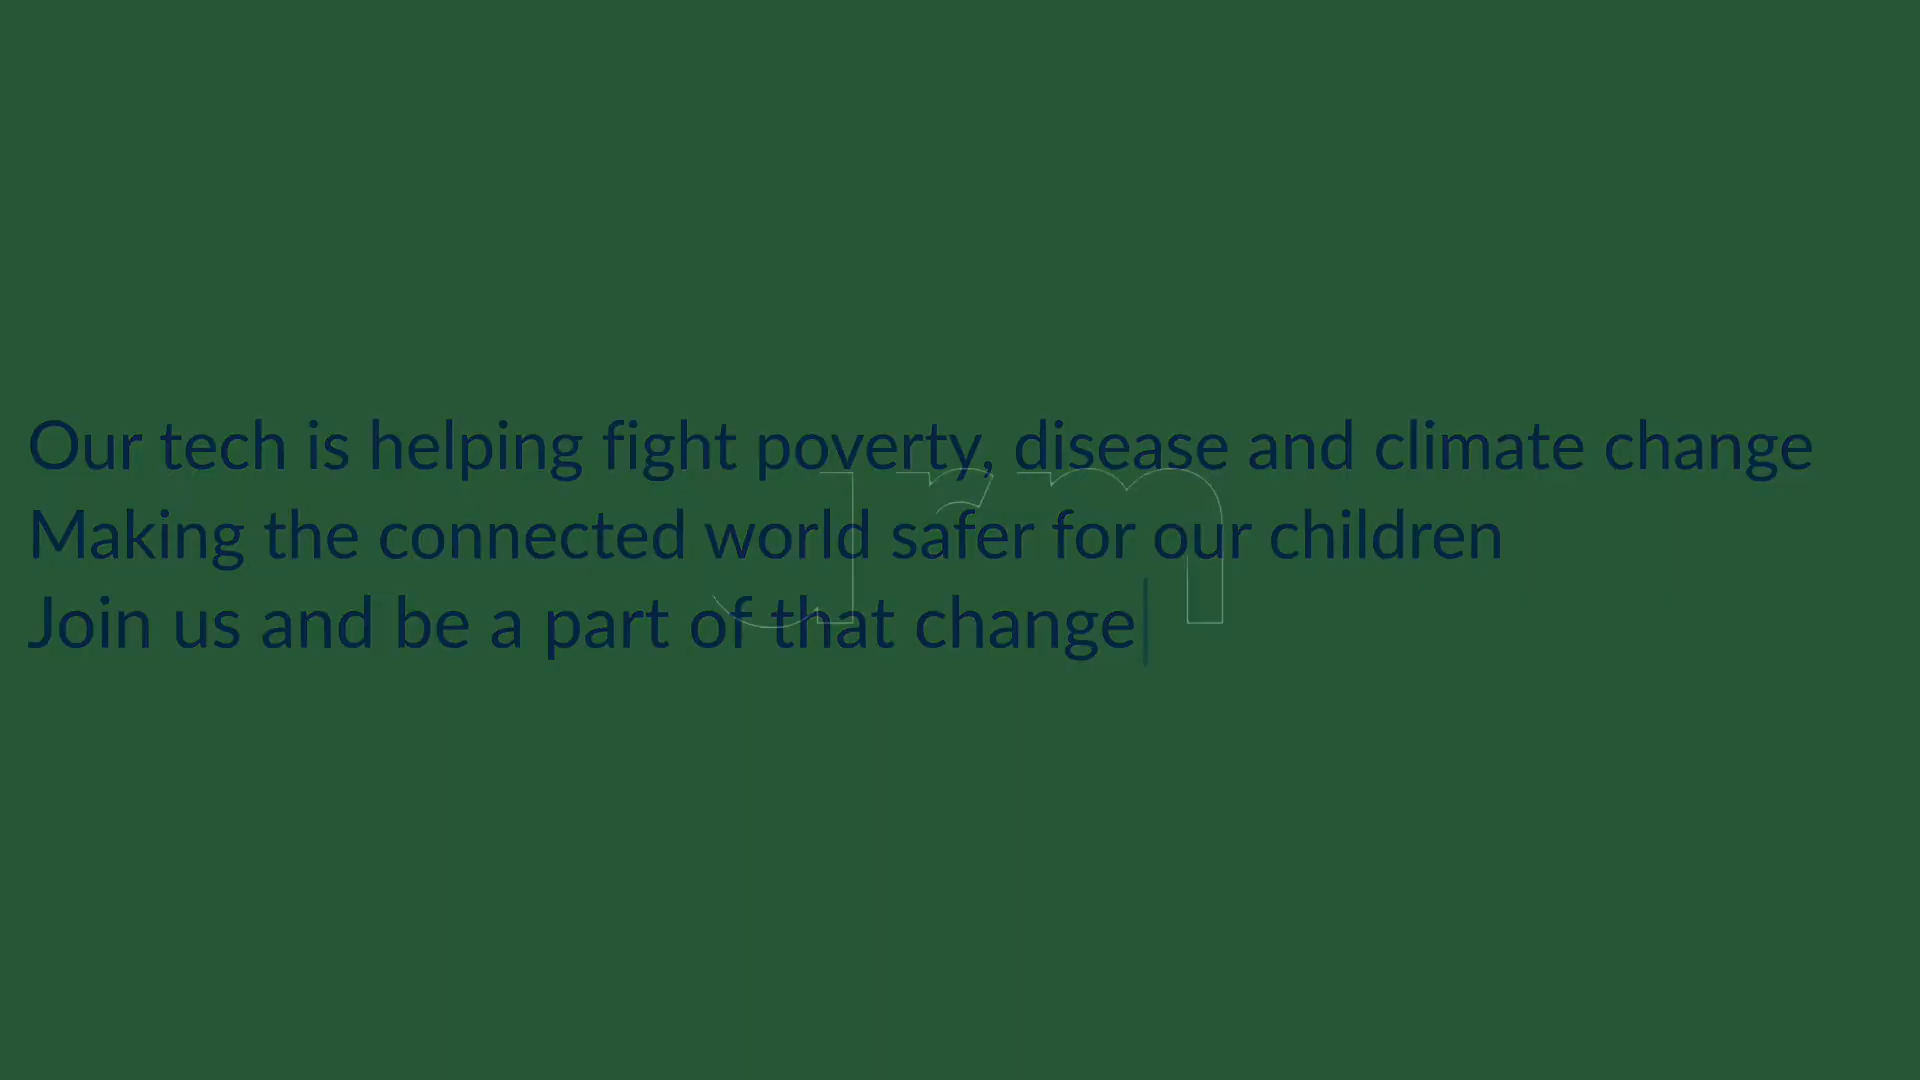 Our tech is helping fight poverty, disease and climate change
Making the connected world safer for our children
Join us and be a part of that change